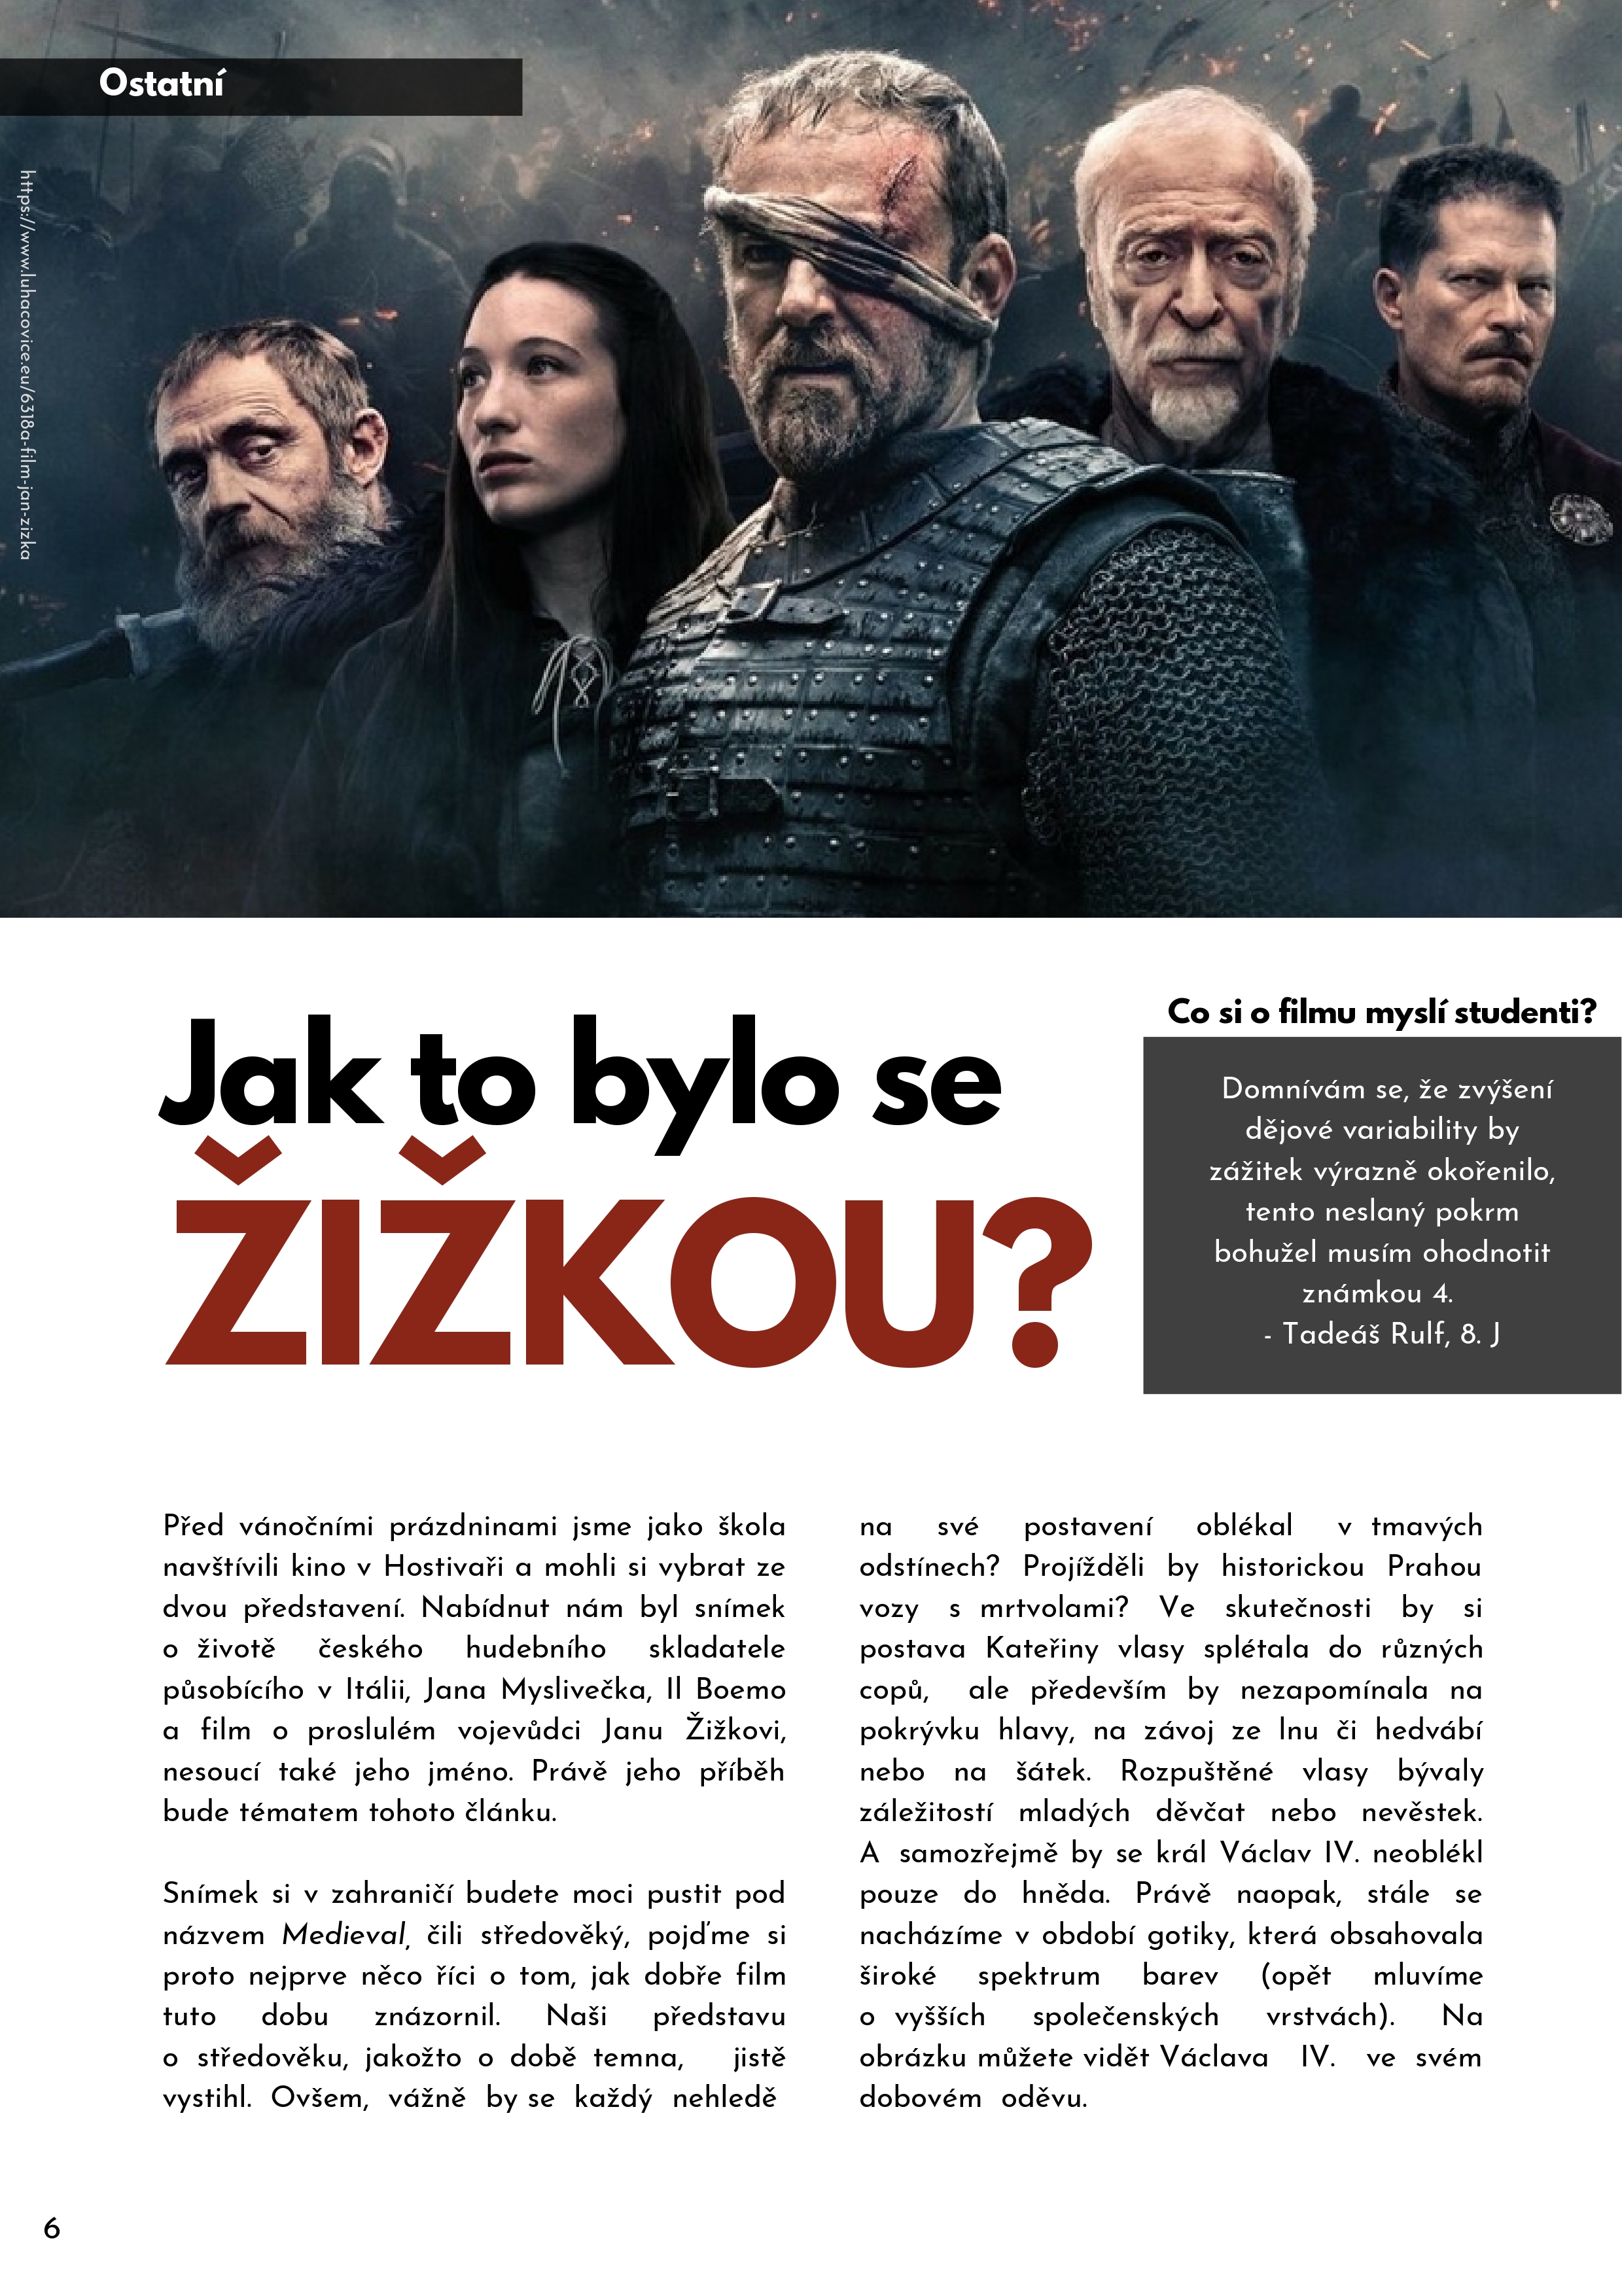 Ostatní
https://www.luhacovice.eu/6318a-film-jan-zizka
Jak to bylo se
ŽIŽKOU?
Co si o filmu myslí studenti?
Domnívám se, že zvýšení
dějové variability by
zážitek výrazně okořenilo,
tento neslaný pokrm
bohužel musím ohodnotit
známkou 4.
- Tadeáš Rulf, 8. J
Před vánočními prázdninami jsme jako škola
navštívili kino v Hostivaři a mohli si vybrat ze
dvou představení. Nabídnut nám byl snímek
o životě českého hudebního skladatele
působícího v Itálii, Jana Myslivečka, Il Boemo
a film o proslulém vojevůdci Janu Žižkovi,
nesoucí také jeho jméno. Právě jeho příběh
bude tématem tohoto článku.
Snímek si v zahraničí budete moci pustit pod
názvem Medieval, čili středověký, pojďme si
proto nejprve něco říci o tom, jak dobře film
tuto dobu znázornil. Naši představu
o středověku, jakožto o době temna, jistě
vystihl. Ovšem, vážně by se každý nehledě
na své postavení oblékal v tmavých
odstínech? Projížděli by historickou Prahou
vozy s mrtvolami? Ve skutečnosti by si
postava Kateřiny vlasy splétala do různých
copů, ale především by nezapomínala na
pokrývku hlavy, na závoj ze lnu či hedvábí
nebo na šátek. Rozpuštěné vlasy bývaly
záležitostí mladých děvčat nebo nevěstek.
A samozřejmě by se král Václav IV. neoblékl
pouze do hněda. Právě naopak, stále se
nacházíme v období gotiky, která obsahovala
široké spektrum barev (opět mluvíme
o vyšších společenských vrstvách). Na
obrázku můžete vidět Václava IV. ve svém
dobovém oděvu.
6